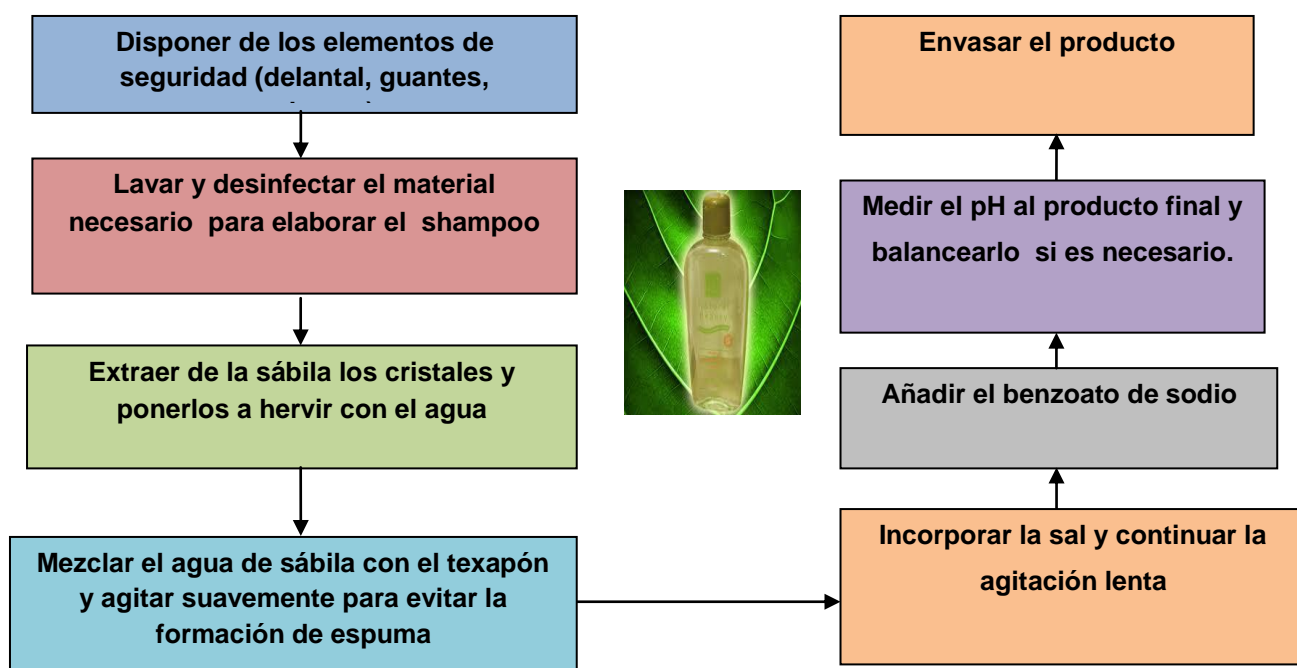 Disponer de los elementos de
seguridad (delantal, guantes,
Lavar y desinfectar el material
necesario para elaborar el shampoo
Extraer de la sábila los cristales y
ponerlos a hervir con el agua
Mezclar el agua de sábila con el texapón
y agitar suavemente para evitar la
formación de espuma
Incorporar la sal y continuar la
agitación lenta
Añadir el benzoato de sodio
Medir el pH al producto final y
balancearlo si es necesario.
Envasar el producto